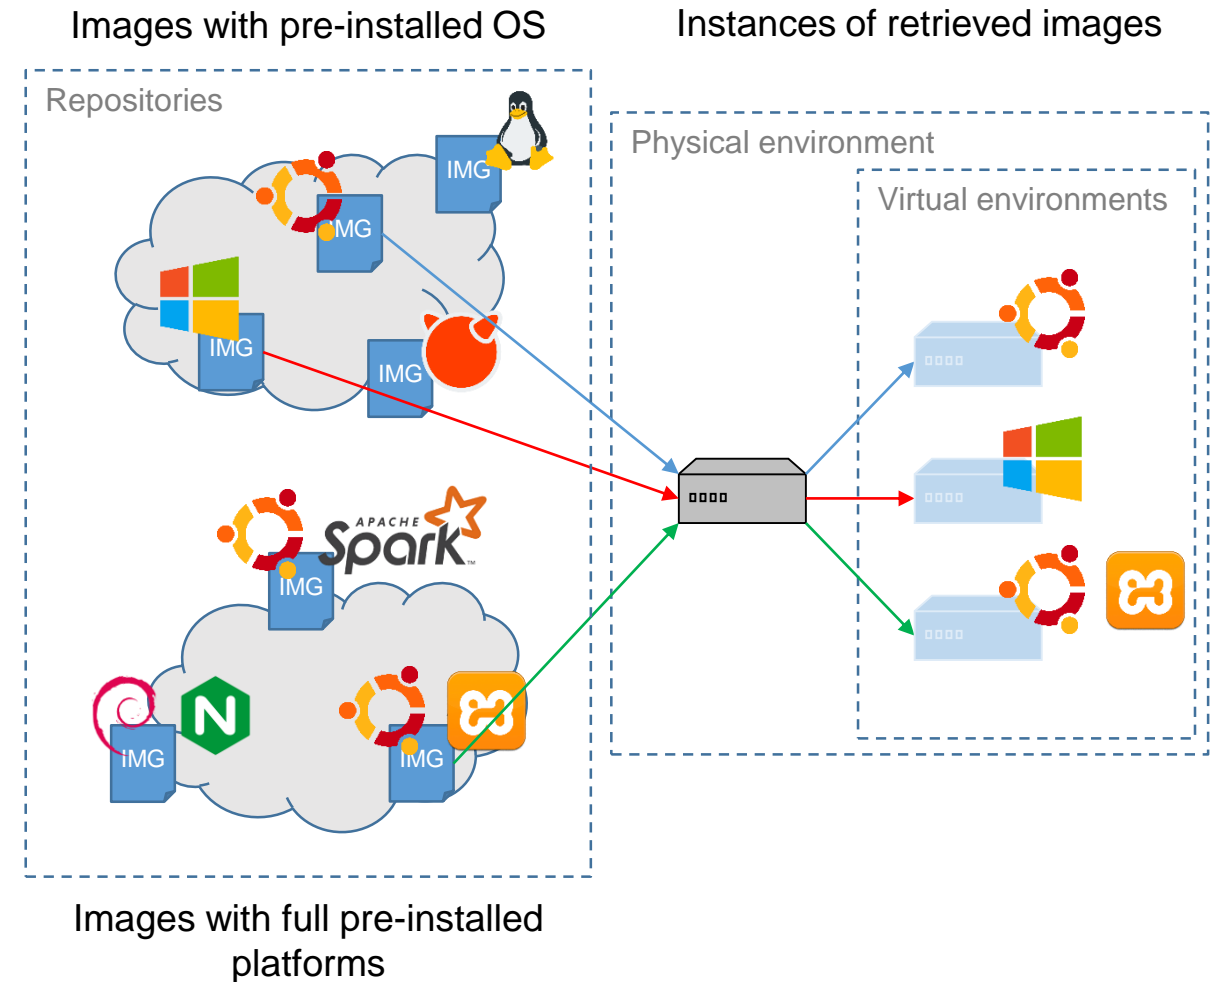 Images with pre-installed OS
Instances of retrieved images
Repositories
Physical environment
Virtual environments
IMG
IMG
IMG
IMG
APACHE
Spark™
IMG
N
IMG
IMG
Images with full pre-installed
platforms